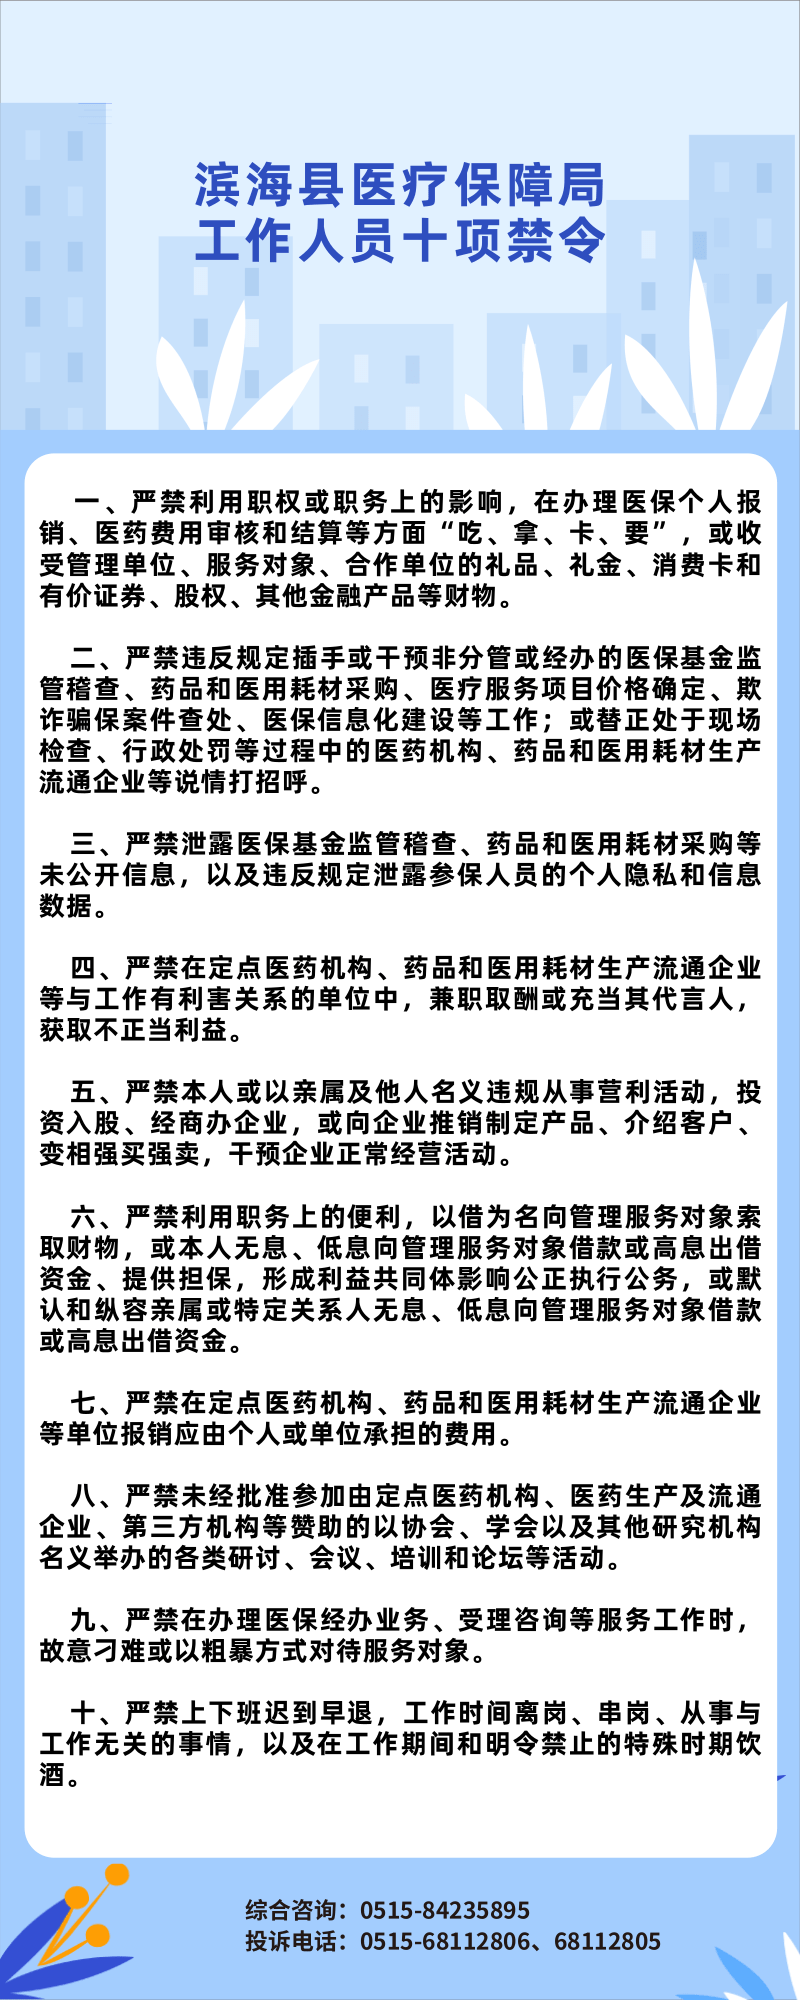 滨海县医疗保障局
工作人员十项禁令
一、严禁利用职权或职务上的影响，在办理医保个人报
销、医药费用审核和结算等方面“吃、拿、卡、要”，或收
受管理单位、服务对象、合作单位的礼品、礼金、消费卡和
有价证券、股权、其他金融产品等财物。
二、严禁违反规定插手或干预非分管或经办的医保基金监
管稽查、药品和医用耗材采购、医疗服务项目价格确定、欺
诈骗保案件查处、医保信息化建设等工作；或替正处于现场
检查、行政处罚等过程中的医药机构、药品和医用耗材生产
流通企业等说情打招呼。
三、严禁泄露医保基金监管稽查、药品和医用耗材采购等
未公开信息，以及违反规定泄露参保人员的个人隐私和信息
数据。
四、严禁在定点医药机构、药品和医用耗材生产流通企业
等与工作有利害关系的单位中，兼职取酬或充当其代言人，
获取不正当利益。
五、严禁本人或以亲属及他人名义违规从事营利活动，投
资入股、经商办企业，或向企业推销制定产品、介绍客户、
变相强买强卖，干预企业正常经营活动。
六、严禁利用职务上的便利，以借为名向管理服务对象索
取财物，或本人无息、低息向管理服务对象借款或高息出借
资金、提供担保，形成利益共同体影响公正执行公务，或默
认和纵容亲属或特定关系人无息、低息向管理服务对象借款
或高息出借资金。
七、严禁在定点医药机构、药品和医用耗材生产流通企业
等单位报销应由个人或单位承担的费用。
八、严禁未经批准参加由定点医药机构、医药生产及流通
企业、第三方机构等赞助的以协会、学会以及其他研究机构
名义举办的各类研讨、会议、培训和论坛等活动。
九、严禁在办理医保经办业务、受理咨询等服务工作时，
故意刁难或以粗暴方式对待服务对象。
十、严禁上下班迟到早退，工作时间离岗、串岗、从事与
工作无关的事情，以及在工作期间和明令禁止的特殊时期饮
酒。
综合咨询：0515-84235895
投诉电话：0515-68112806、68112805